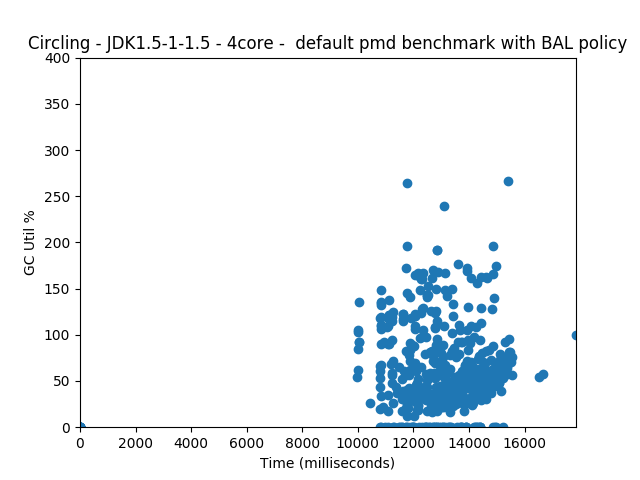 Circling - JDK1.5-1-1.5 - 4core -  default pmd benchmark with BAL policy
400
350
300
250
200
150
100
50
0
GC Util %
0 2000 4000 6000 8000 10000 12000 14000 16000
Time (milliseconds)